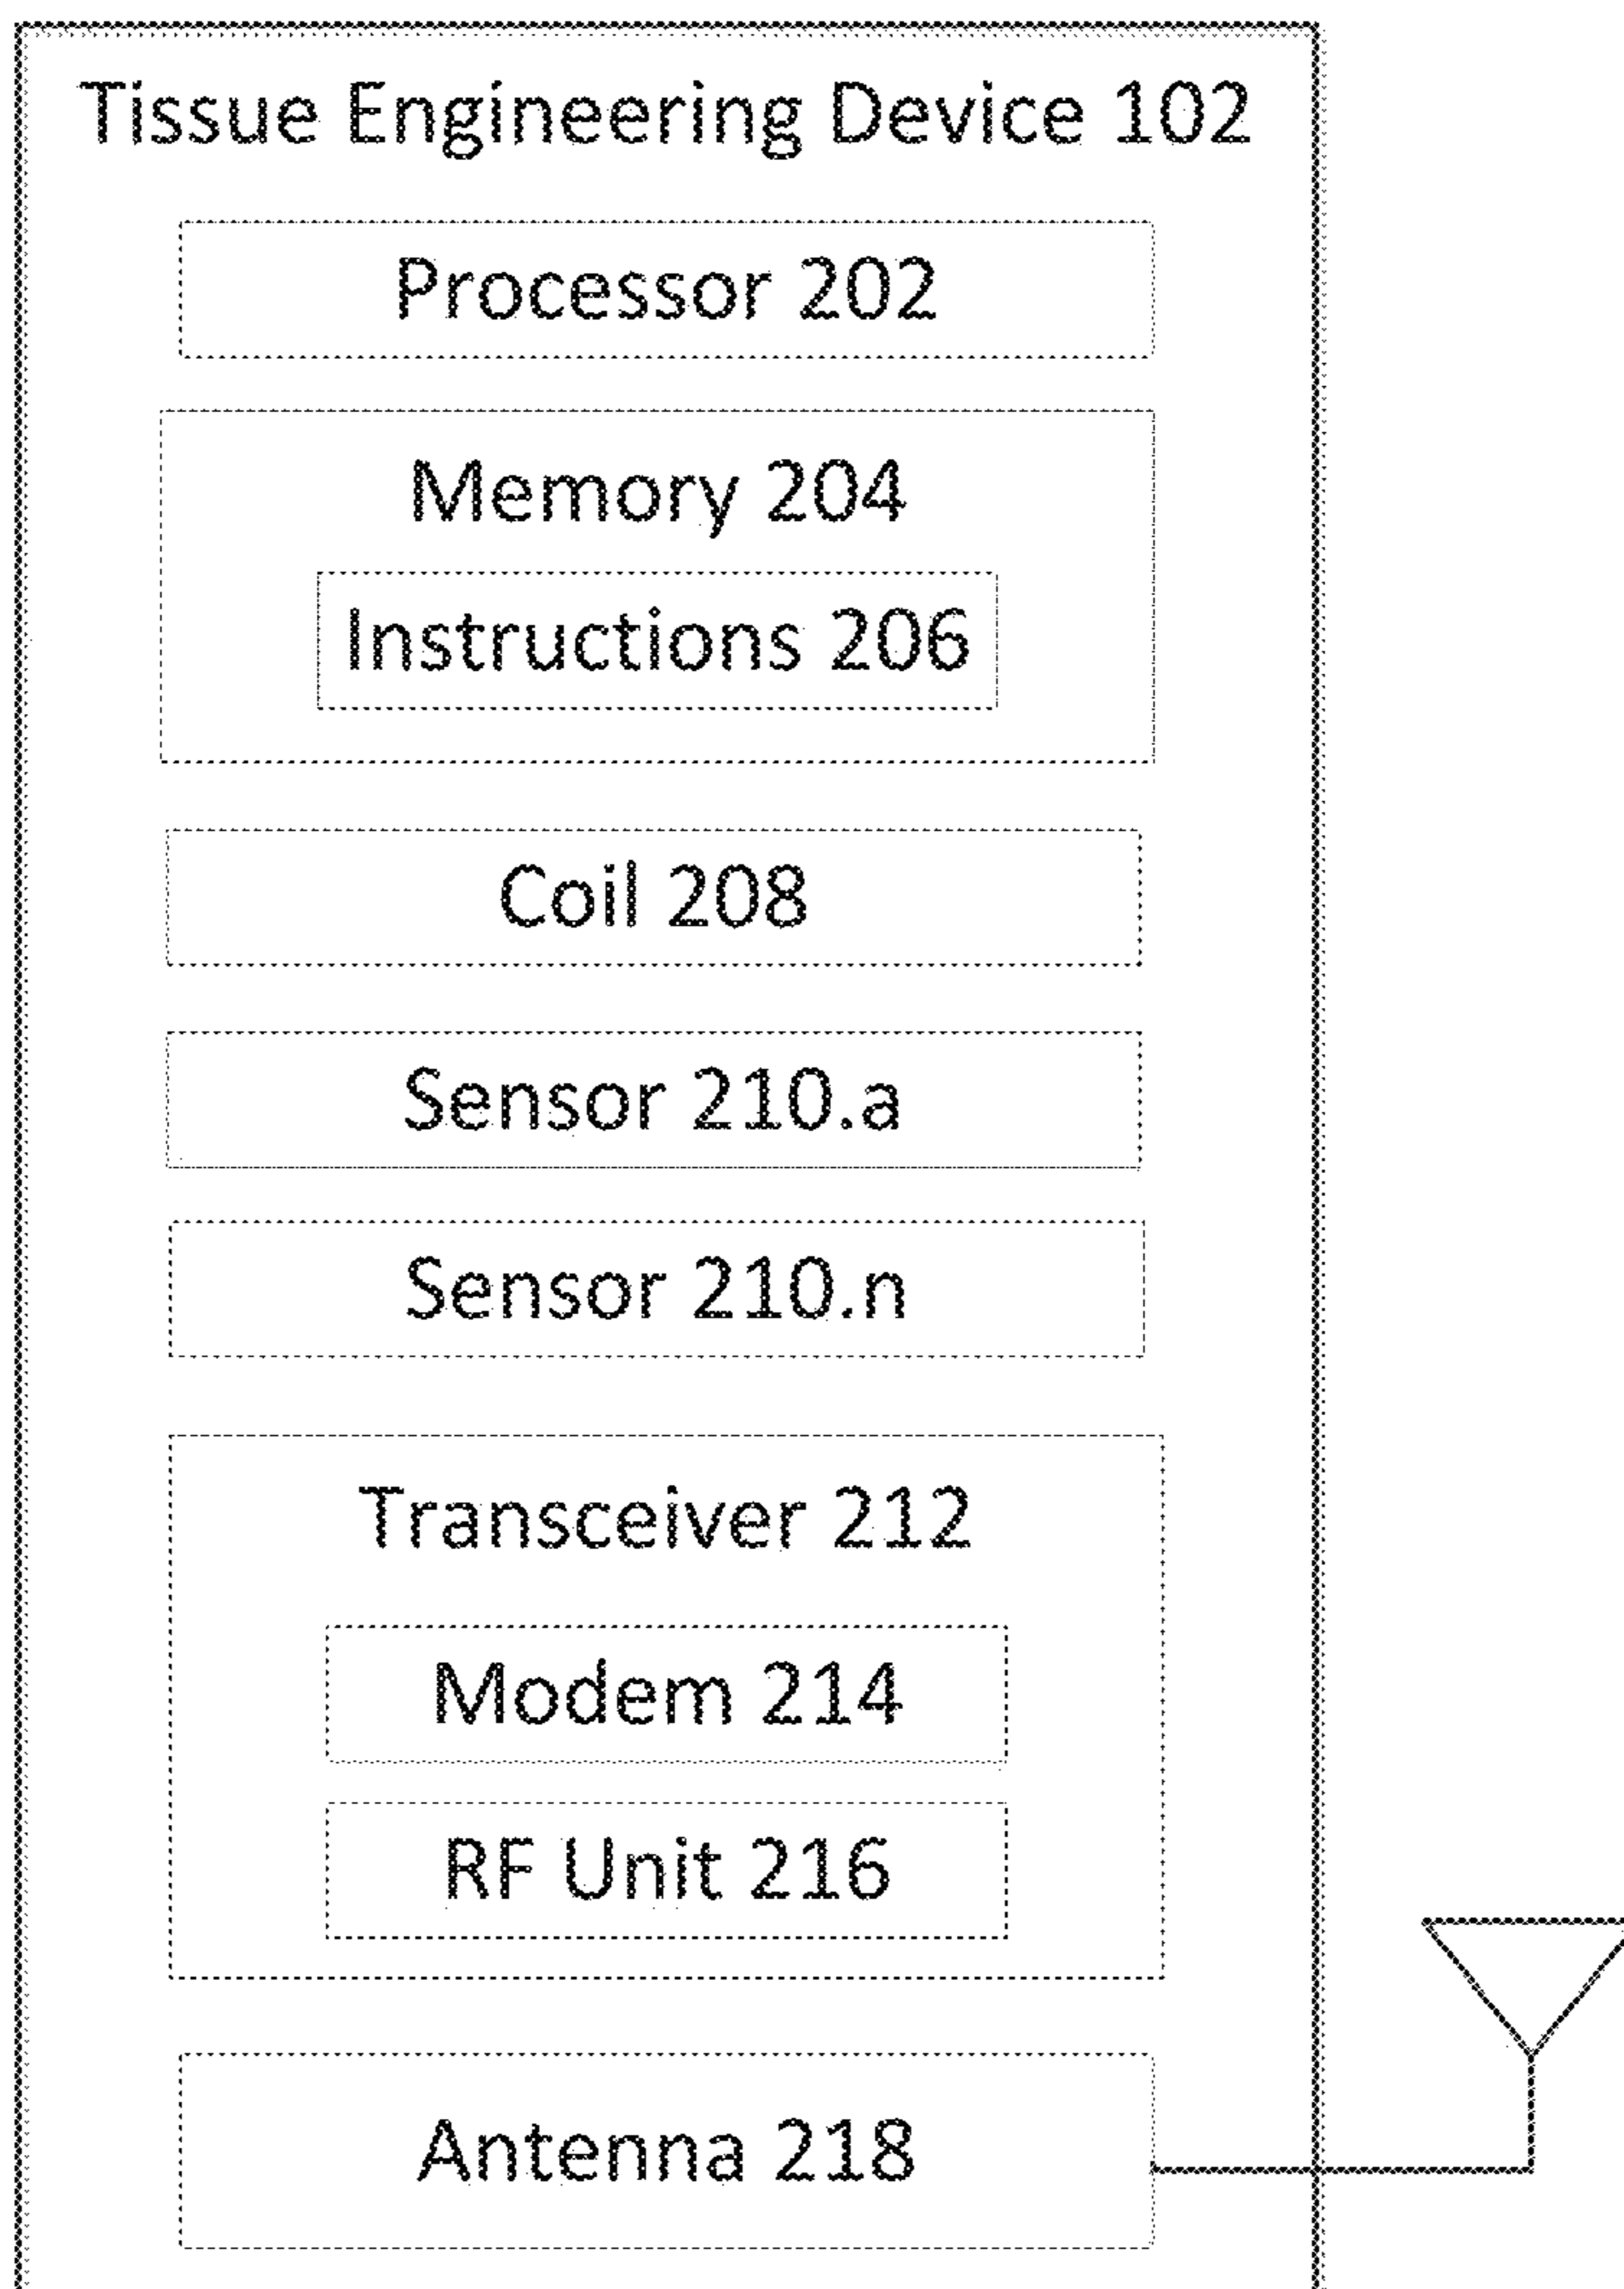 Tissue Engineering Device 102
Processor 202
Memory 204
Instructions 206
Coil 208
Sensor 210.a
Sensor 210.n
Transceiver 212
Modem 214
RF Unit 216
Antenna 218